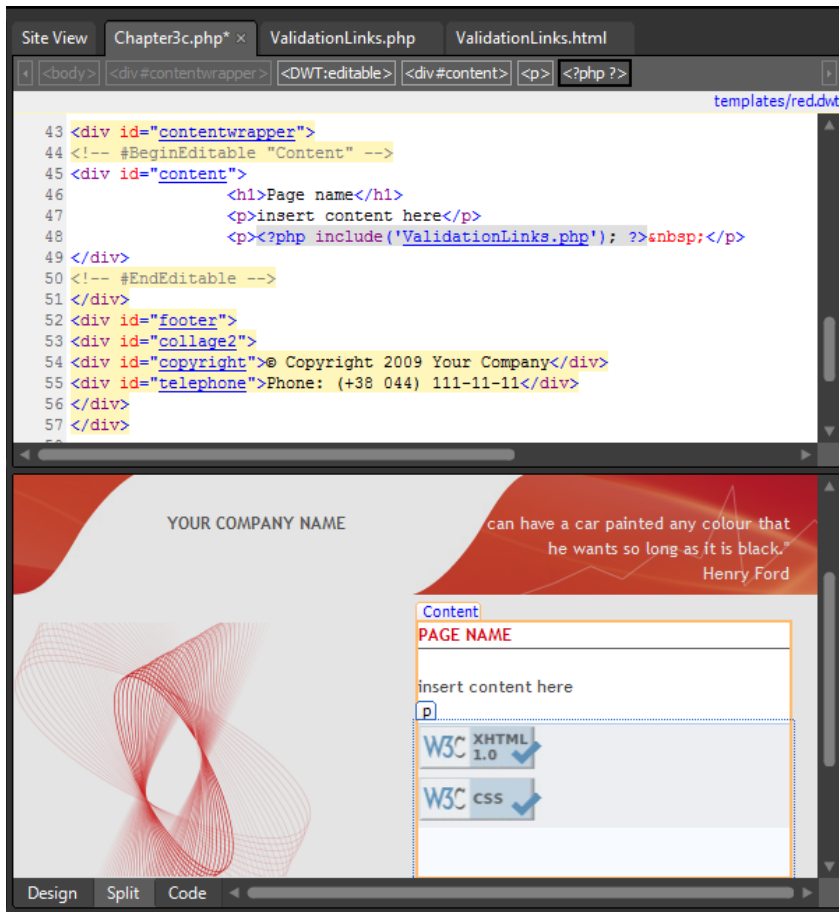 Site View Chapter3c.php* × ValidationLinks.php ValidationLinks.html
<body> <div#contentwrapper> <DWT:editable> <div#content> <p> <?php ?>
templates/red.dwt
43 <div id="contentwrapper">
44 <!-- #BeginEditable "Content" -->
45 <div id="content">
46 <h1>Page name</h1>
47 <p>insert content here</p>
48 <p><?php include('ValidationLinks.php'); ?>&nbsp;</p>
49 </div>
50 <!-- #EndEditable -->
51 </div>
52 <div id="footer">
53 <div id="collage2">
54 <div id="copyright">© Copyright 2009 Your Company</div>
55 <div id="telephone">Phone: (+38 044) 111-11-11</div>
56 </div>
57 </div>
YOUR COMPANY NAME
can have a car painted any colour that
he wants so long as it is black."
Henry Ford
Content
PAGE NAME
insert content here
p
W3C XHTML 1.0
W3C CSS
Design Split Code